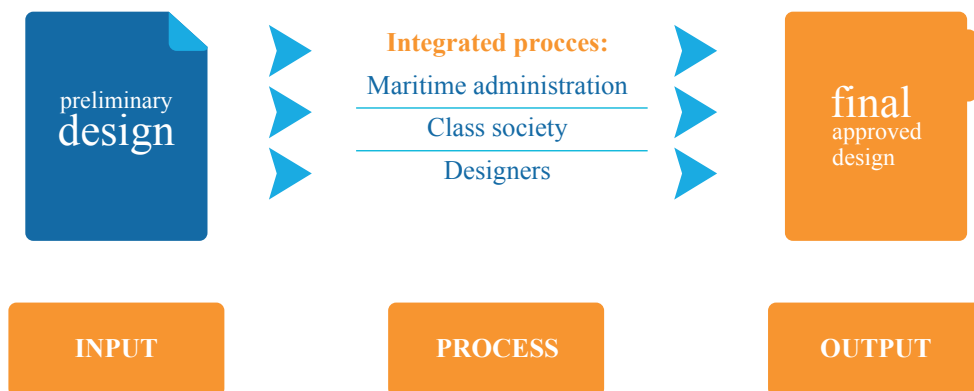 preliminary
design
Integrated procces:
Maritime administration
Class society
Designers
final
approved
design
INPUT
PROCESS
OUTPUT